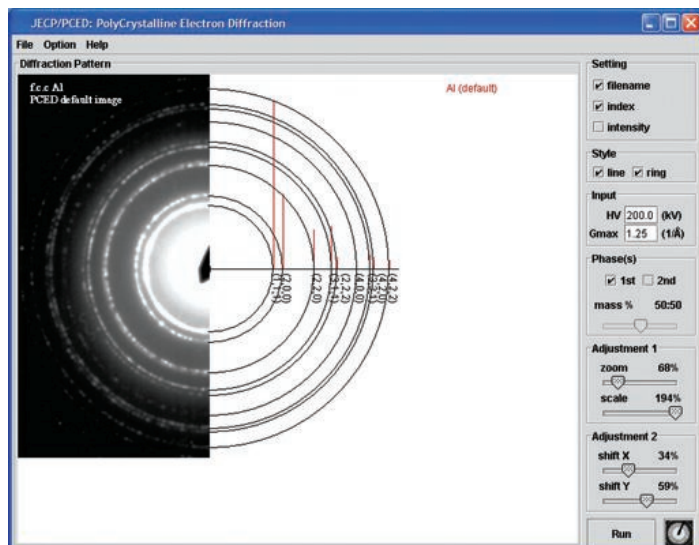 JECP/PCED: PolyCrystalline Electron Diffraction
File Option Help
Diffraction Pattern
f.c.c Al
PCED default image
Al (default)
(1,1,1)
(2,0,0)
(2,2,0)
(3,1,1)
(2,2,2)
(4,0,0)
(3,3,1)
(4,2,0)
(4,2,2)
Setting
filename
index
intensity
Style
line ring
Input
HV 200.0 (kV)
Gmax 1.25 (1/Å)
Phase(s)
1st 2nd
mass % 50:50
Adjustment 1
zoom 68%
scale 194%
Adjustment 2
shift X 34%
shift Y 59%
Run